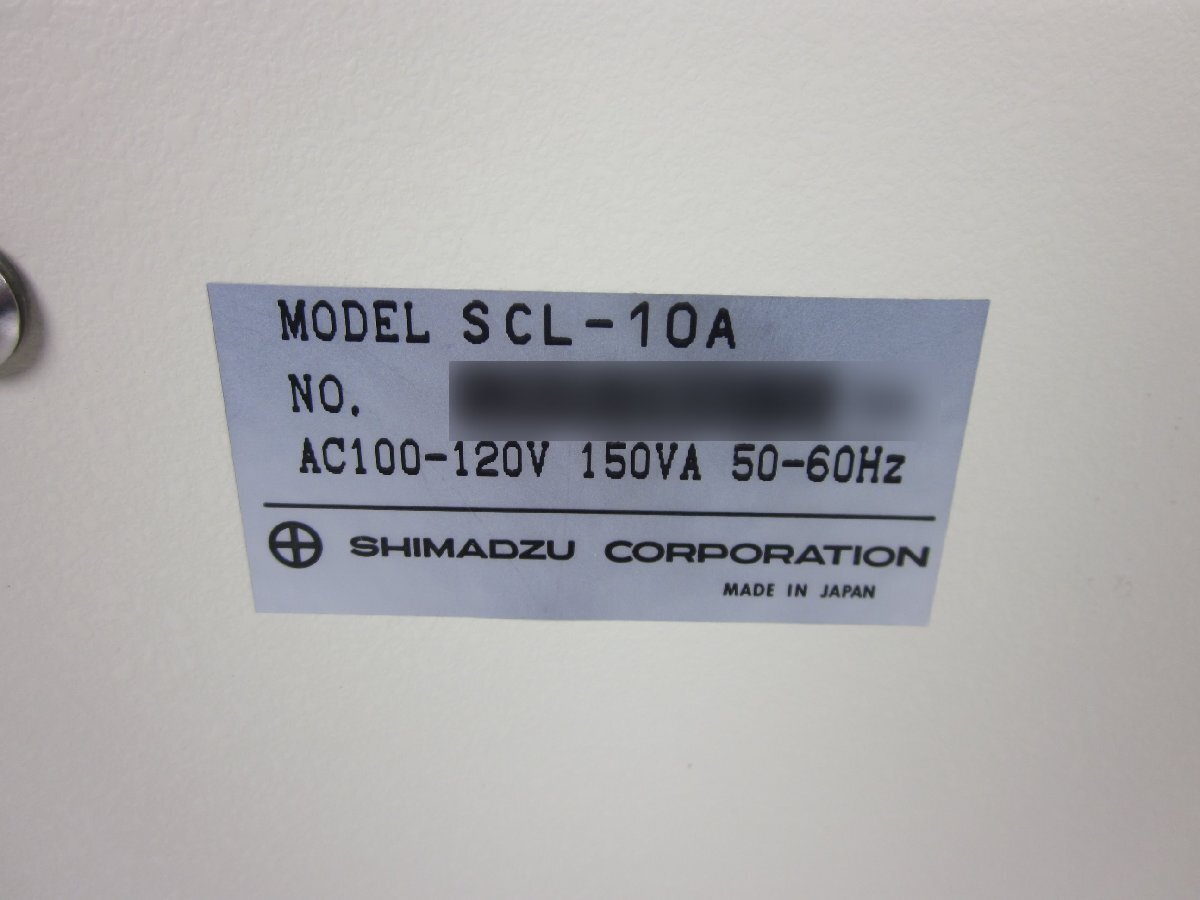 MODEL SCL-10A
NO.
AC100-120V 150VA 50-60Hz
SHIMADZU CORPORATION
MADE IN JAPAN